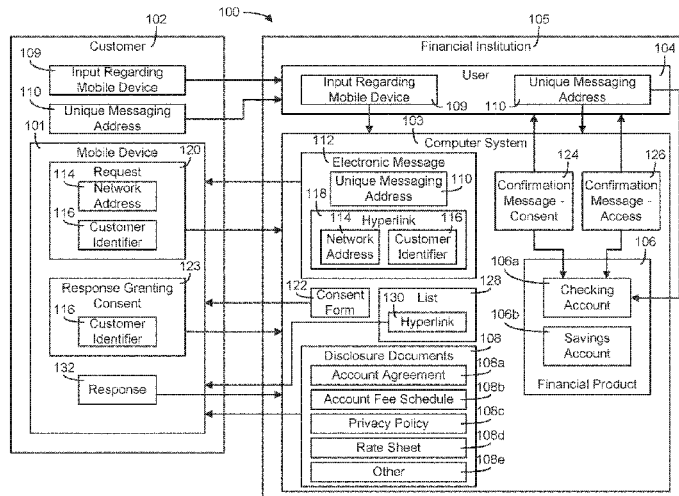 100
102
Customer
105
Financial Institution
109
Input Regarding
Mobile Device
110
Unique Messaging
Address
User
104
Input Regarding
Mobile Device
109
Unique Messaging
Address
110
101
Mobile Device
120
Request
114
Network
Address
116
Customer
Identifier
123
Response Granting
Consent
116
Customer
Identifier
132
Response
103
Computer System
112
Electronic Message
Unique Messaging
Address
110
118
Hyperlink
114
Network
Address
116
Customer
Identifier
122
Consent
Form
128
List
130
Hyperlink
108
Disclosure Documents
108a
Account Agreement
108b
Account Fee Schedule
108c
Privacy Policy
108d
Rate Sheet
108e
Other
124
Confirmation
Message -
Consent
126
Confirmation
Message -
Access
106
106a
Checking
Account
106b
Savings
Account
Financial Product